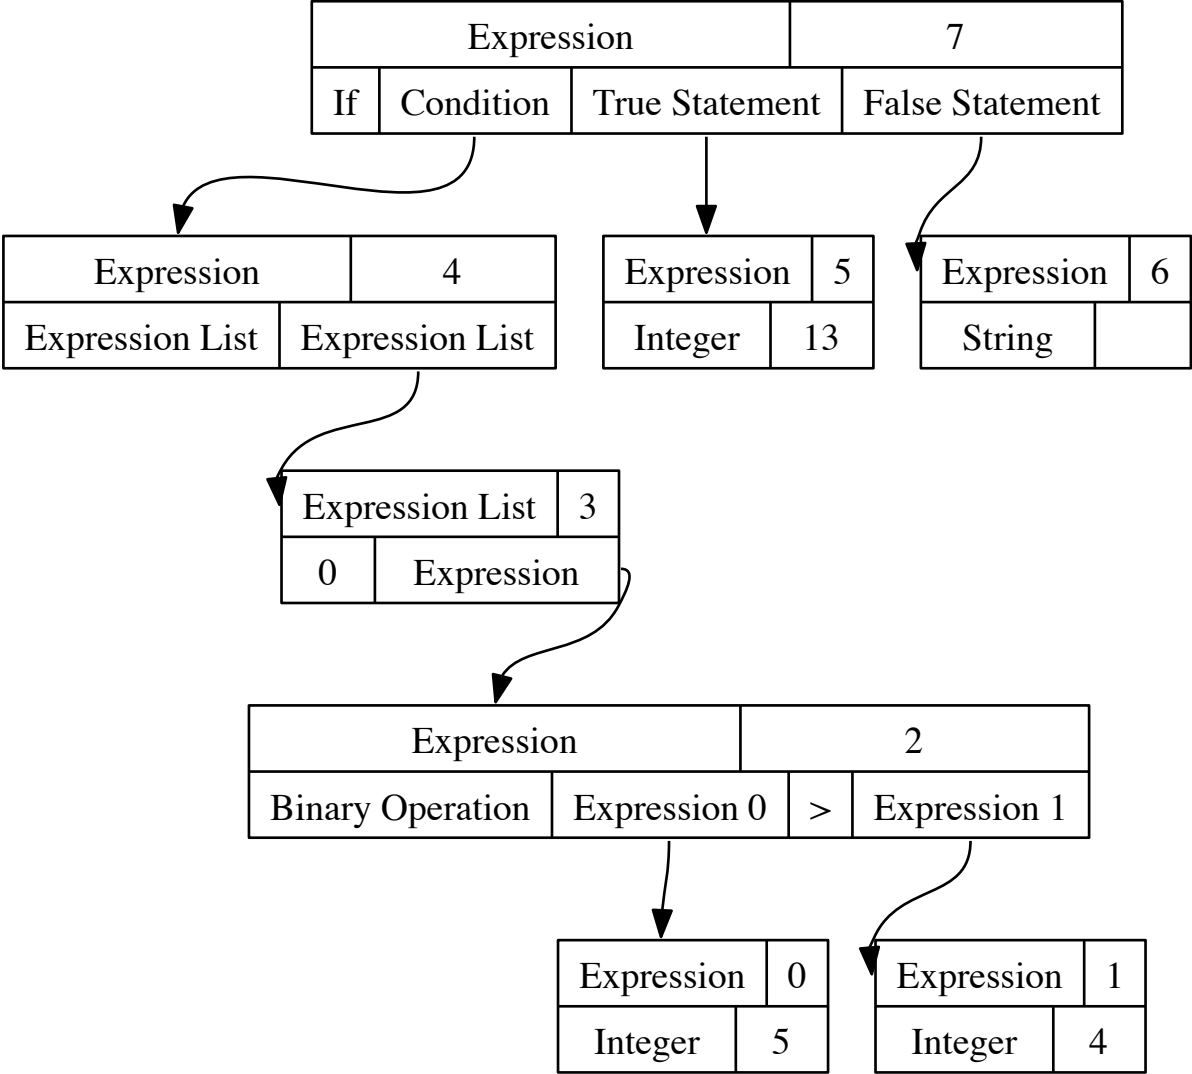 Expression 7
If Condition True Statement False Statement
Expression 4
Expression List Expression List
Expression 5
Integer 13
Expression 6
String
Expression List 3
0 Expression
Expression 2
Binary Operation Expression 0 > Expression 1
Expression 0
Integer 5
Expression 1
Integer 4